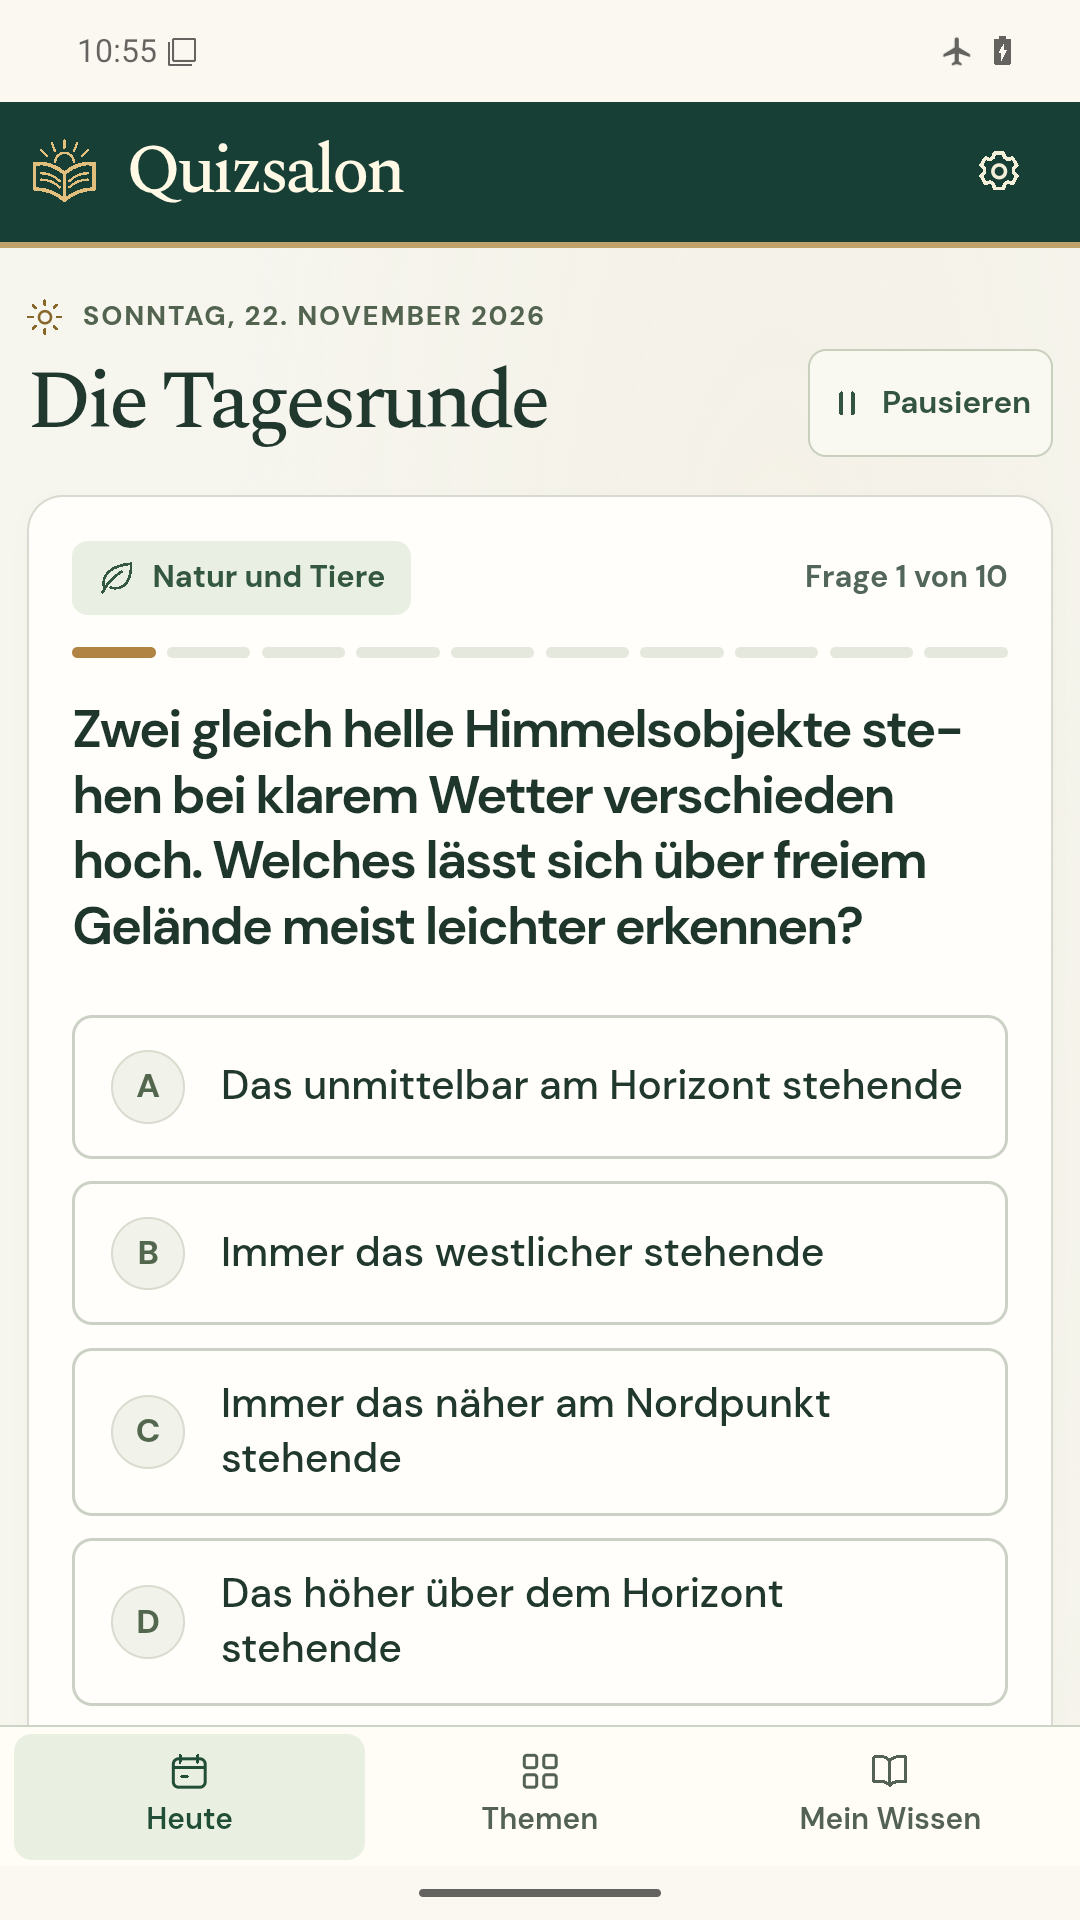 10:55
Quizsalon
SONNTAG, 22. NOVEMBER 2026
Die Tagesrunde
Pausieren
Natur und Tiere
Frage 1 von 10
Zwei gleich helle Himmelsobjekte ste-
hen bei klarem Wetter verschieden
hoch. Welches lässt sich über freiem
Gelände meist leichter erkennen?
A Das unmittelbar am Horizont stehende
B Immer das westlicher stehende
C Immer das näher am Nordpunkt
stehende
D Das höher über dem Horizont
stehende
Heute
Themen
Mein Wissen